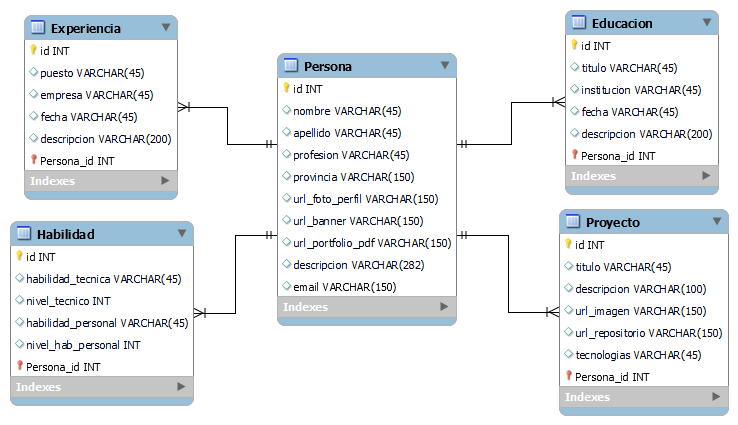 Experiencia
id INT
puesto VARCHAR(45)
empresa VARCHAR(45)
fecha VARCHAR(45)
descripcion VARCHAR(200)
Persona_id INT
Indexes
Habilidad
id INT
habilidad_tecnica VARCHAR(45)
nivel_tecnico INT
habilidad_personal VARCHAR(45)
nivel_hab_personal INT
Persona_id INT
Indexes
Persona
id INT
nombre VARCHAR(45)
apellido VARCHAR(45)
profesion VARCHAR(45)
provincia VARCHAR(150)
url_foto_perfil VARCHAR(150)
url_banner VARCHAR(150)
url_portfolio_pdf VARCHAR(150)
descripcion VARCHAR(282)
email VARCHAR(150)
Indexes
Educacion
id INT
titulo VARCHAR(45)
institucion VARCHAR(45)
fecha VARCHAR(45)
descripcion VARCHAR(200)
Persona_id INT
Indexes
Proyecto
id INT
titulo VARCHAR(45)
descripcion VARCHAR(100)
url_imagen VARCHAR(150)
url_repositorio VARCHAR(150)
tecnologias VARCHAR(45)
Persona_id INT
Indexes